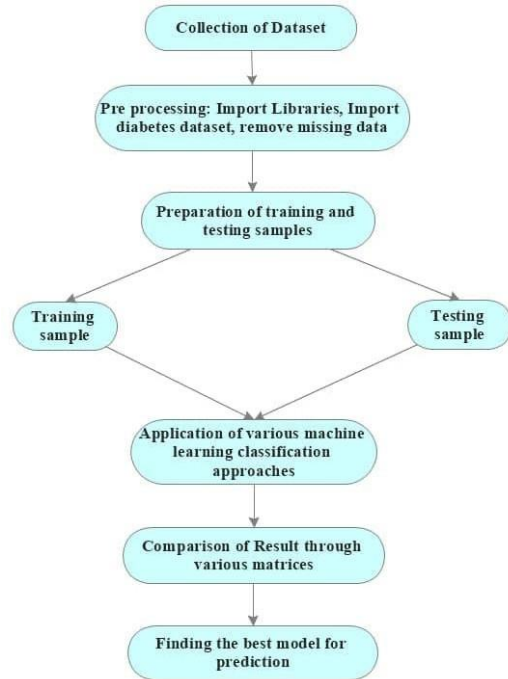 Collection of Dataset
Pre processing: Import Libraries, Import
diabetes dataset, remove missing data
Preparation of training and
testing samples
Training
sample
Testing
sample
Application of various machine
learning classification
approaches
Comparison of Result through
various matrices
Finding the best model for
prediction